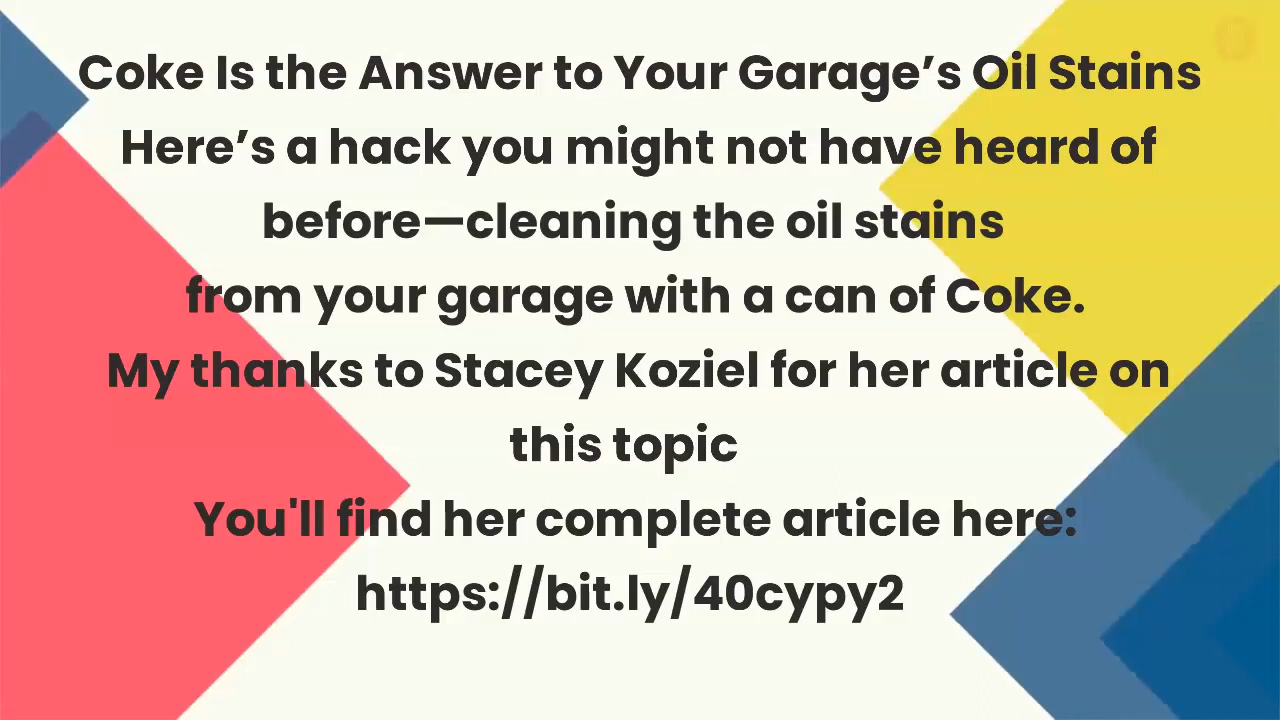 Coke Is the Answer to Your Garage’s Oil Stains
Here’s a hack you might not have heard of
before—cleaning the oil stains
from your garage with a can of Coke.
My thanks to Stacey Koziel for her article on
this topic
You'll find her complete article here:
https://bit.ly/40cypy2